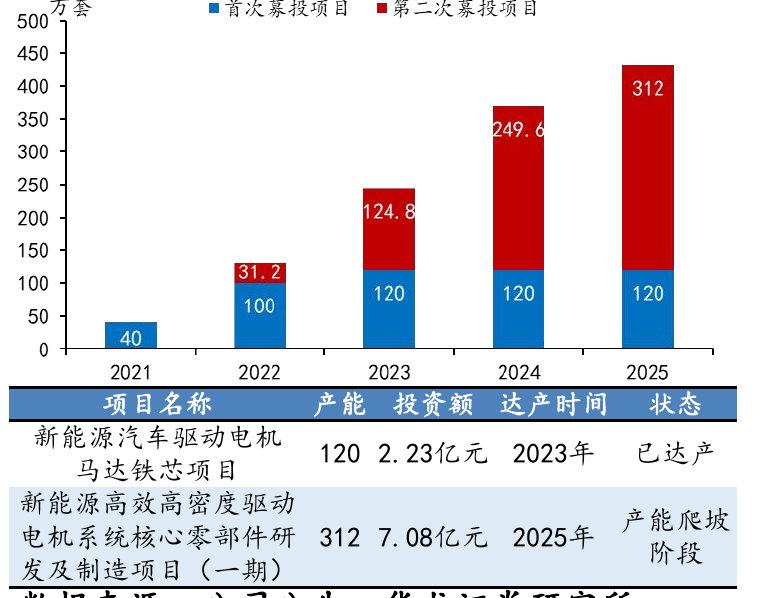 万套
首次募投项目 第二次募投项目
500
450
400
350
300
250
200
150
100
50
0
40
31.2
100
124.8
120
249.6
120
312
120
2021 2022 2023 2024 2025
项目名称 产能 投资额 达产时间 状态
新能源汽车驱动电机
马达铁芯项目 120 2.23亿元 2023年 已达产
新能源高效高密度驱动
电机系统核心零部件研
发及制造项目（一期） 312 7.08亿元 2025年 产能爬坡
阶段